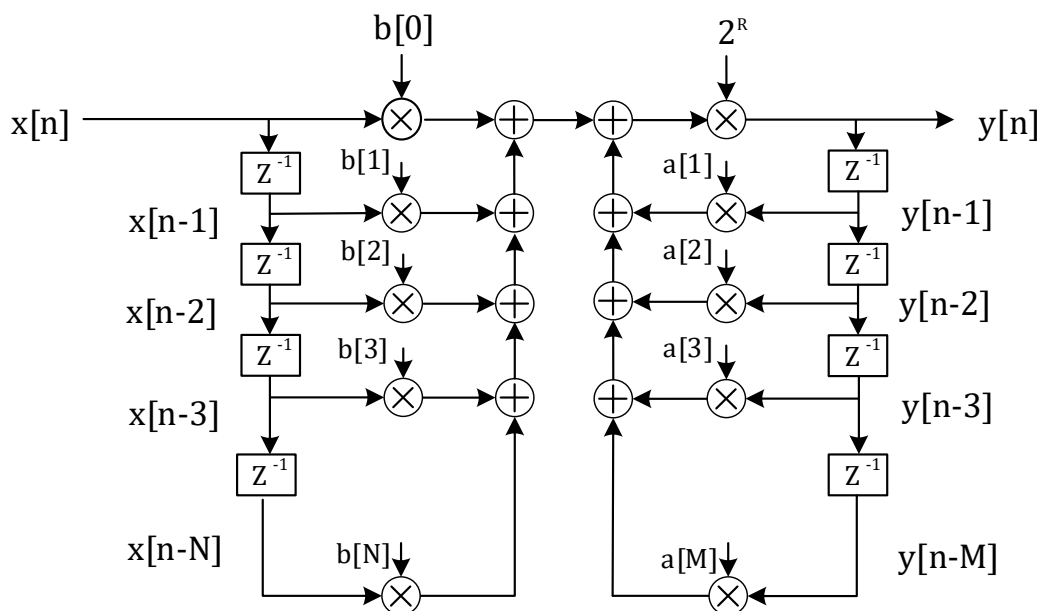 b[0] 2^R
x[n] y[n]
Z^-1 b[1] a[1] Z^-1
x[n-1] y[n-1]
Z^-1 b[2] a[2] Z^-1
x[n-2] y[n-2]
Z^-1 b[3] a[3] Z^-1
x[n-3] y[n-3]
Z^-1 Z^-1
x[n-N] b[N] a[M] y[n-M]